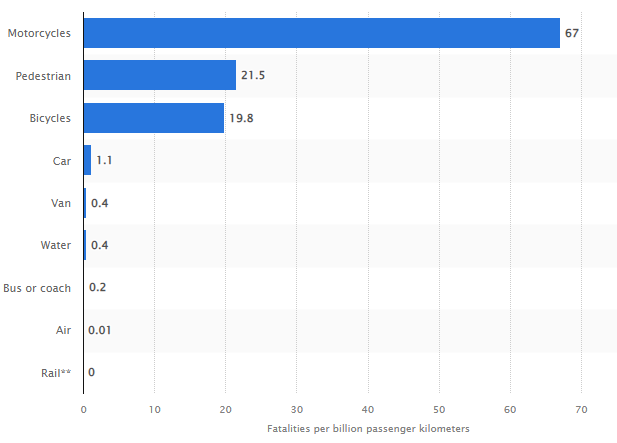 Motorcycles 67
Pedestrian 21.5
Bicycles 19.8
Car 1.1
Van 0.4
Water 0.4
Bus or coach 0.2
Air 0.01
Rail** 0
0 10 20 30 40 50 60 70
Fatalities per billion passenger kilometers